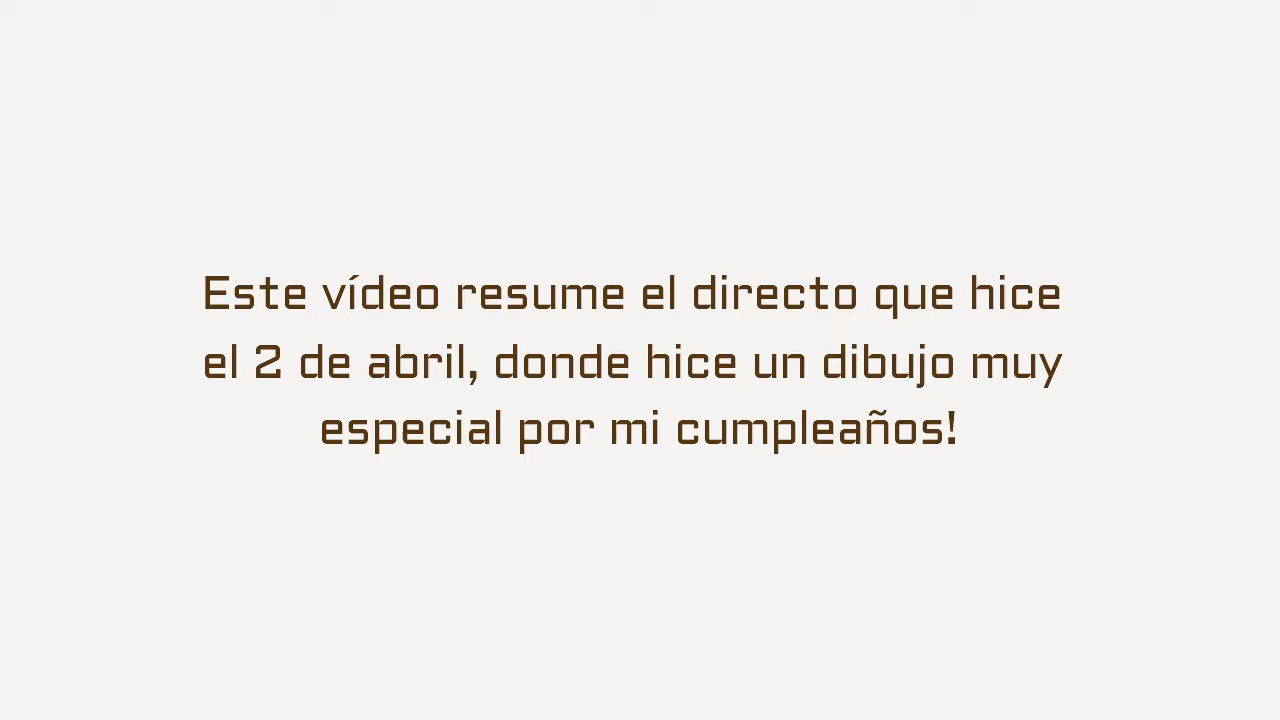 Este vídeo resume el directo que hice
el 2 de abril, donde hice un dibujo muy
especial por mi cumpleaños!